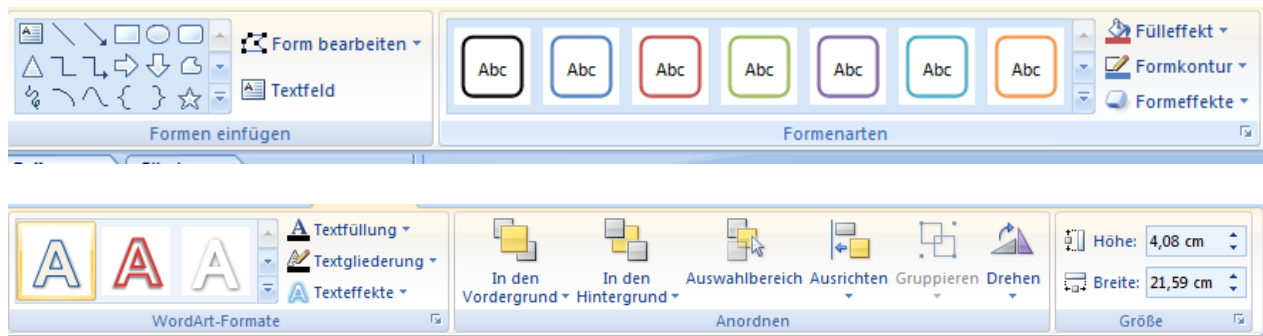 Form bearbeiten
Textfeld
Formen einfügen
Abc Abc Abc Abc Abc Abc Abc
Fülleffekt
Formkontur
Formeffekte
Formenarten
A A A
Textfüllung
Textgliederung
Texteffekte
WordArt-Formate
In den Vordergrund
In den Hintergrund
Auswahlbereich
Ausrichten
Gruppieren
Drehen
Anordnen
Höhe: 4,08 cm
Breite: 21,59 cm
Größe